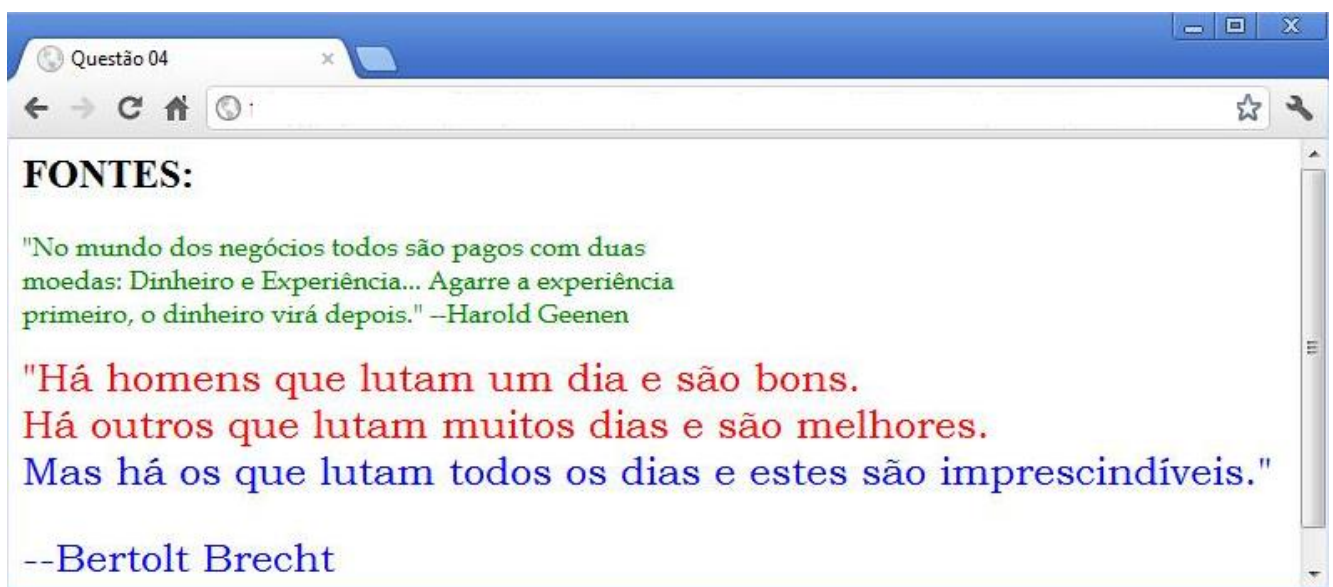 Questão 04
FONTES:
"No mundo dos negócios todos são pagos com duas
moedas: Dinheiro e Experiência... Agarre a experiência
primeiro, o dinheiro virá depois." --Harold Geenen
"Há homens que lutam um dia e são bons.
Há outros que lutam muitos dias e são melhores.
Mas há os que lutam todos os dias e estes são imprescindíveis."
--Bertolt Brecht